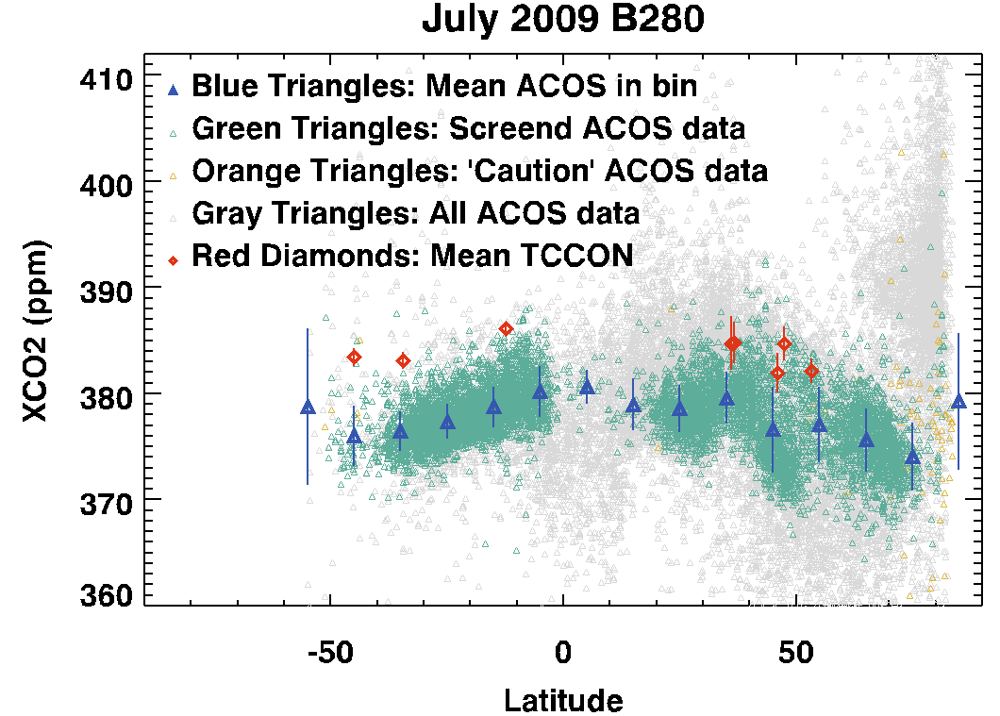 July 2009 B280
410
400
390
380
370
360
XCO2 (ppm)
Blue Triangles: Mean ACOS in bin
Green Triangles: Screend ACOS data
Orange Triangles: 'Caution' ACOS data
Gray Triangles: All ACOS data
Red Diamonds: Mean TCCON
-50 0 50
Latitude